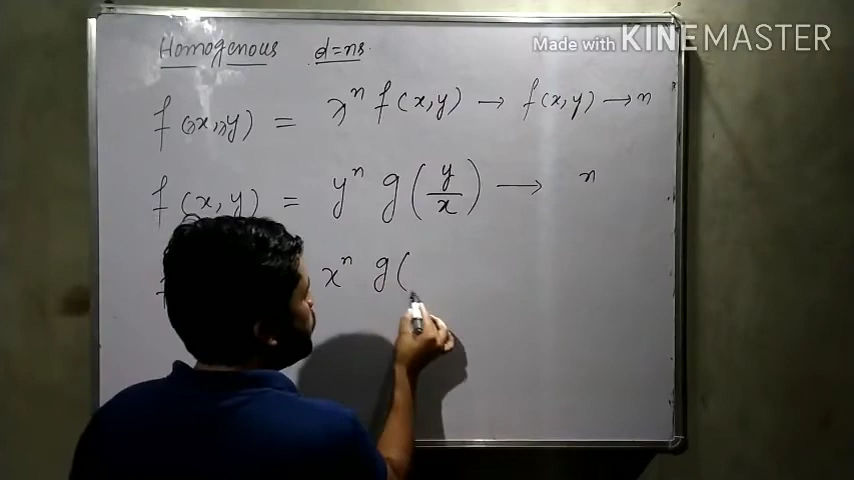 Made with KINEMASTER
Homogenous d=ns.
f(λx, λy) = λⁿ f(x,y) → f(x,y) → n
f(x, y) = yⁿ g(y/x) → n
xⁿ g(